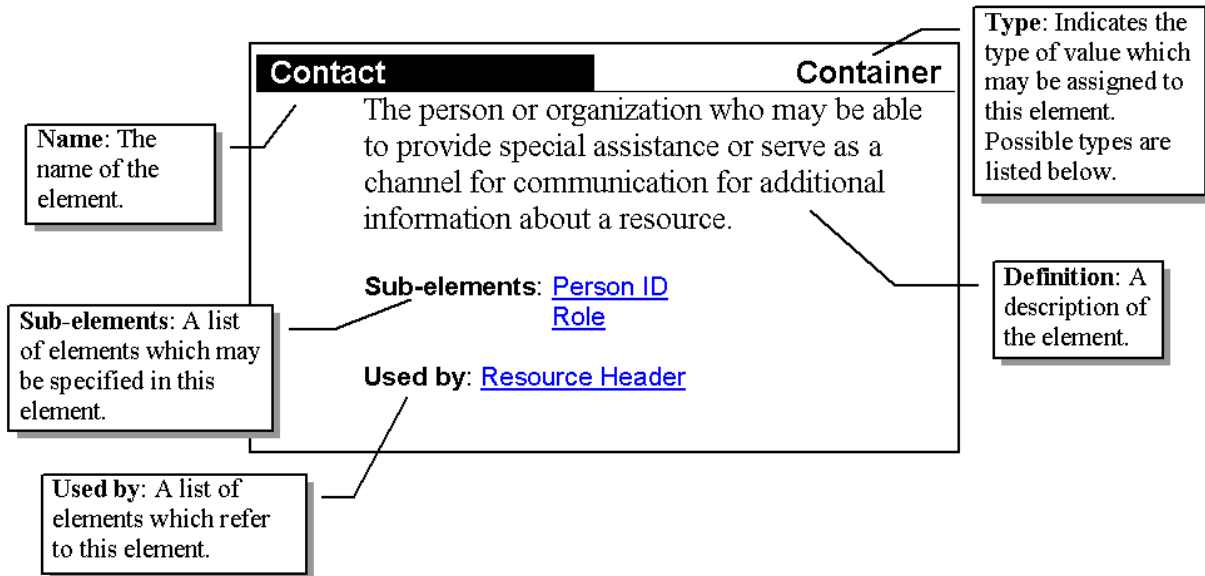 Type: Indicates the
type of value which
may be assigned to
this element.
Possible types are
listed below.
Contact
Container
The person or organization who may be able
to provide special assistance or serve as a
channel for communication for additional
information about a resource.
Name: The
name of the
element.
Sub-elements: Person ID
Role
Definition: A
description of
the element.
Sub-elements: A list
of elements which may
be specified in this
element.
Used by: Resource Header
Used by: A list of
elements which refer
to this element.